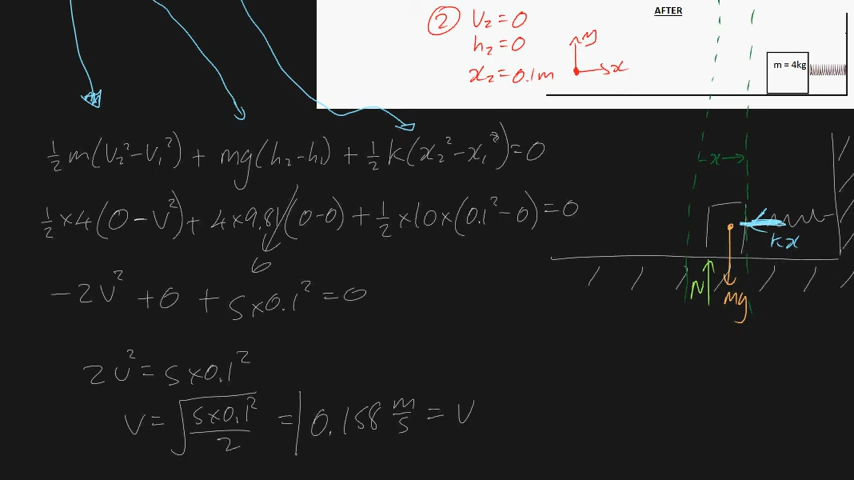 ② V₂=0
h₂=0
x₂=0.1m
y
x
AFTER
m = 4kg
½m(V₂²-V₁²) + mg(h₂-h₁) + ½k(x₂²-x₁²)=0
½×4(0-V²)+4×9.81(0-0)+½×10×(0.1²-0)=0
0
-2V²+0+5×0.1²=0
2V²=5×0.1²
V=√(5×0.1²/2) = 0.158 m/s = V
x
kx
N
mg